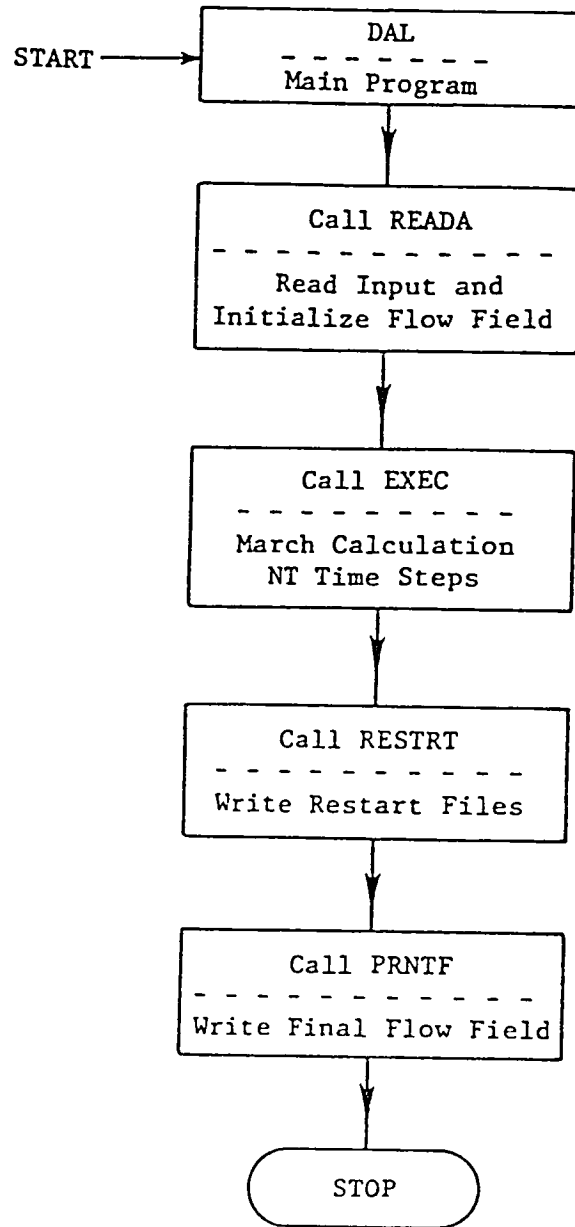 DAL
START
Main Program
Call READA
Read Input and
Initialize Flow Field
Call EXEC
March Calculation
NT Time Steps
Call RESTRT
Write Restart Files
Call PRNTF
Write Final Flow Field
STOP